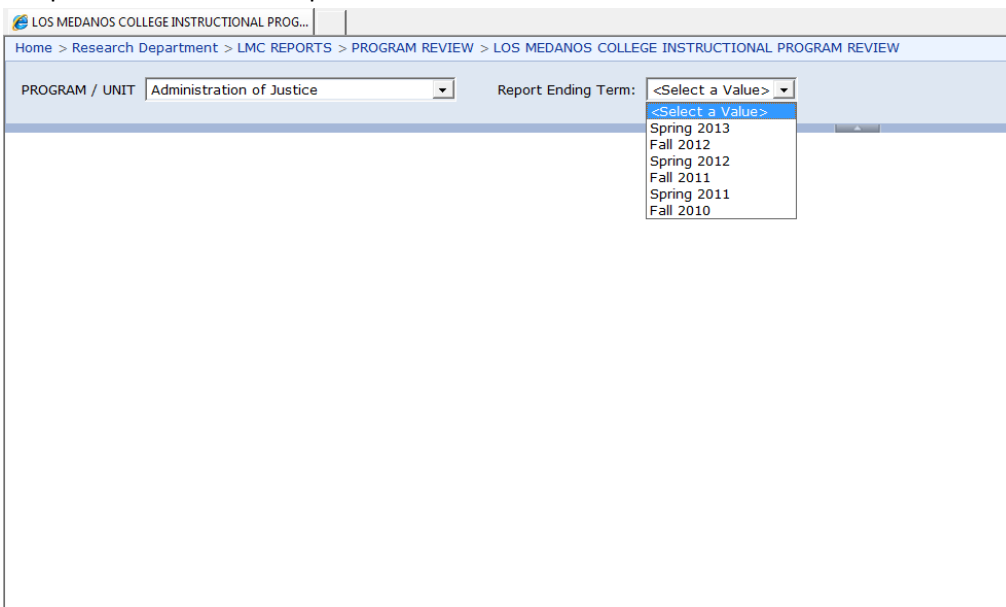 LOS MEDANOS COLLEGE INSTRUCTIONAL PROG...
Home > Research Department > LMC REPORTS > PROGRAM REVIEW > LOS MEDANOS COLLEGE INSTRUCTIONAL PROGRAM REVIEW
PROGRAM / UNIT Administration of Justice Report Ending Term: <Select a Value>
<Select a Value>
Spring 2013
Fall 2012
Spring 2012
Fall 2011
Spring 2011
Fall 2010